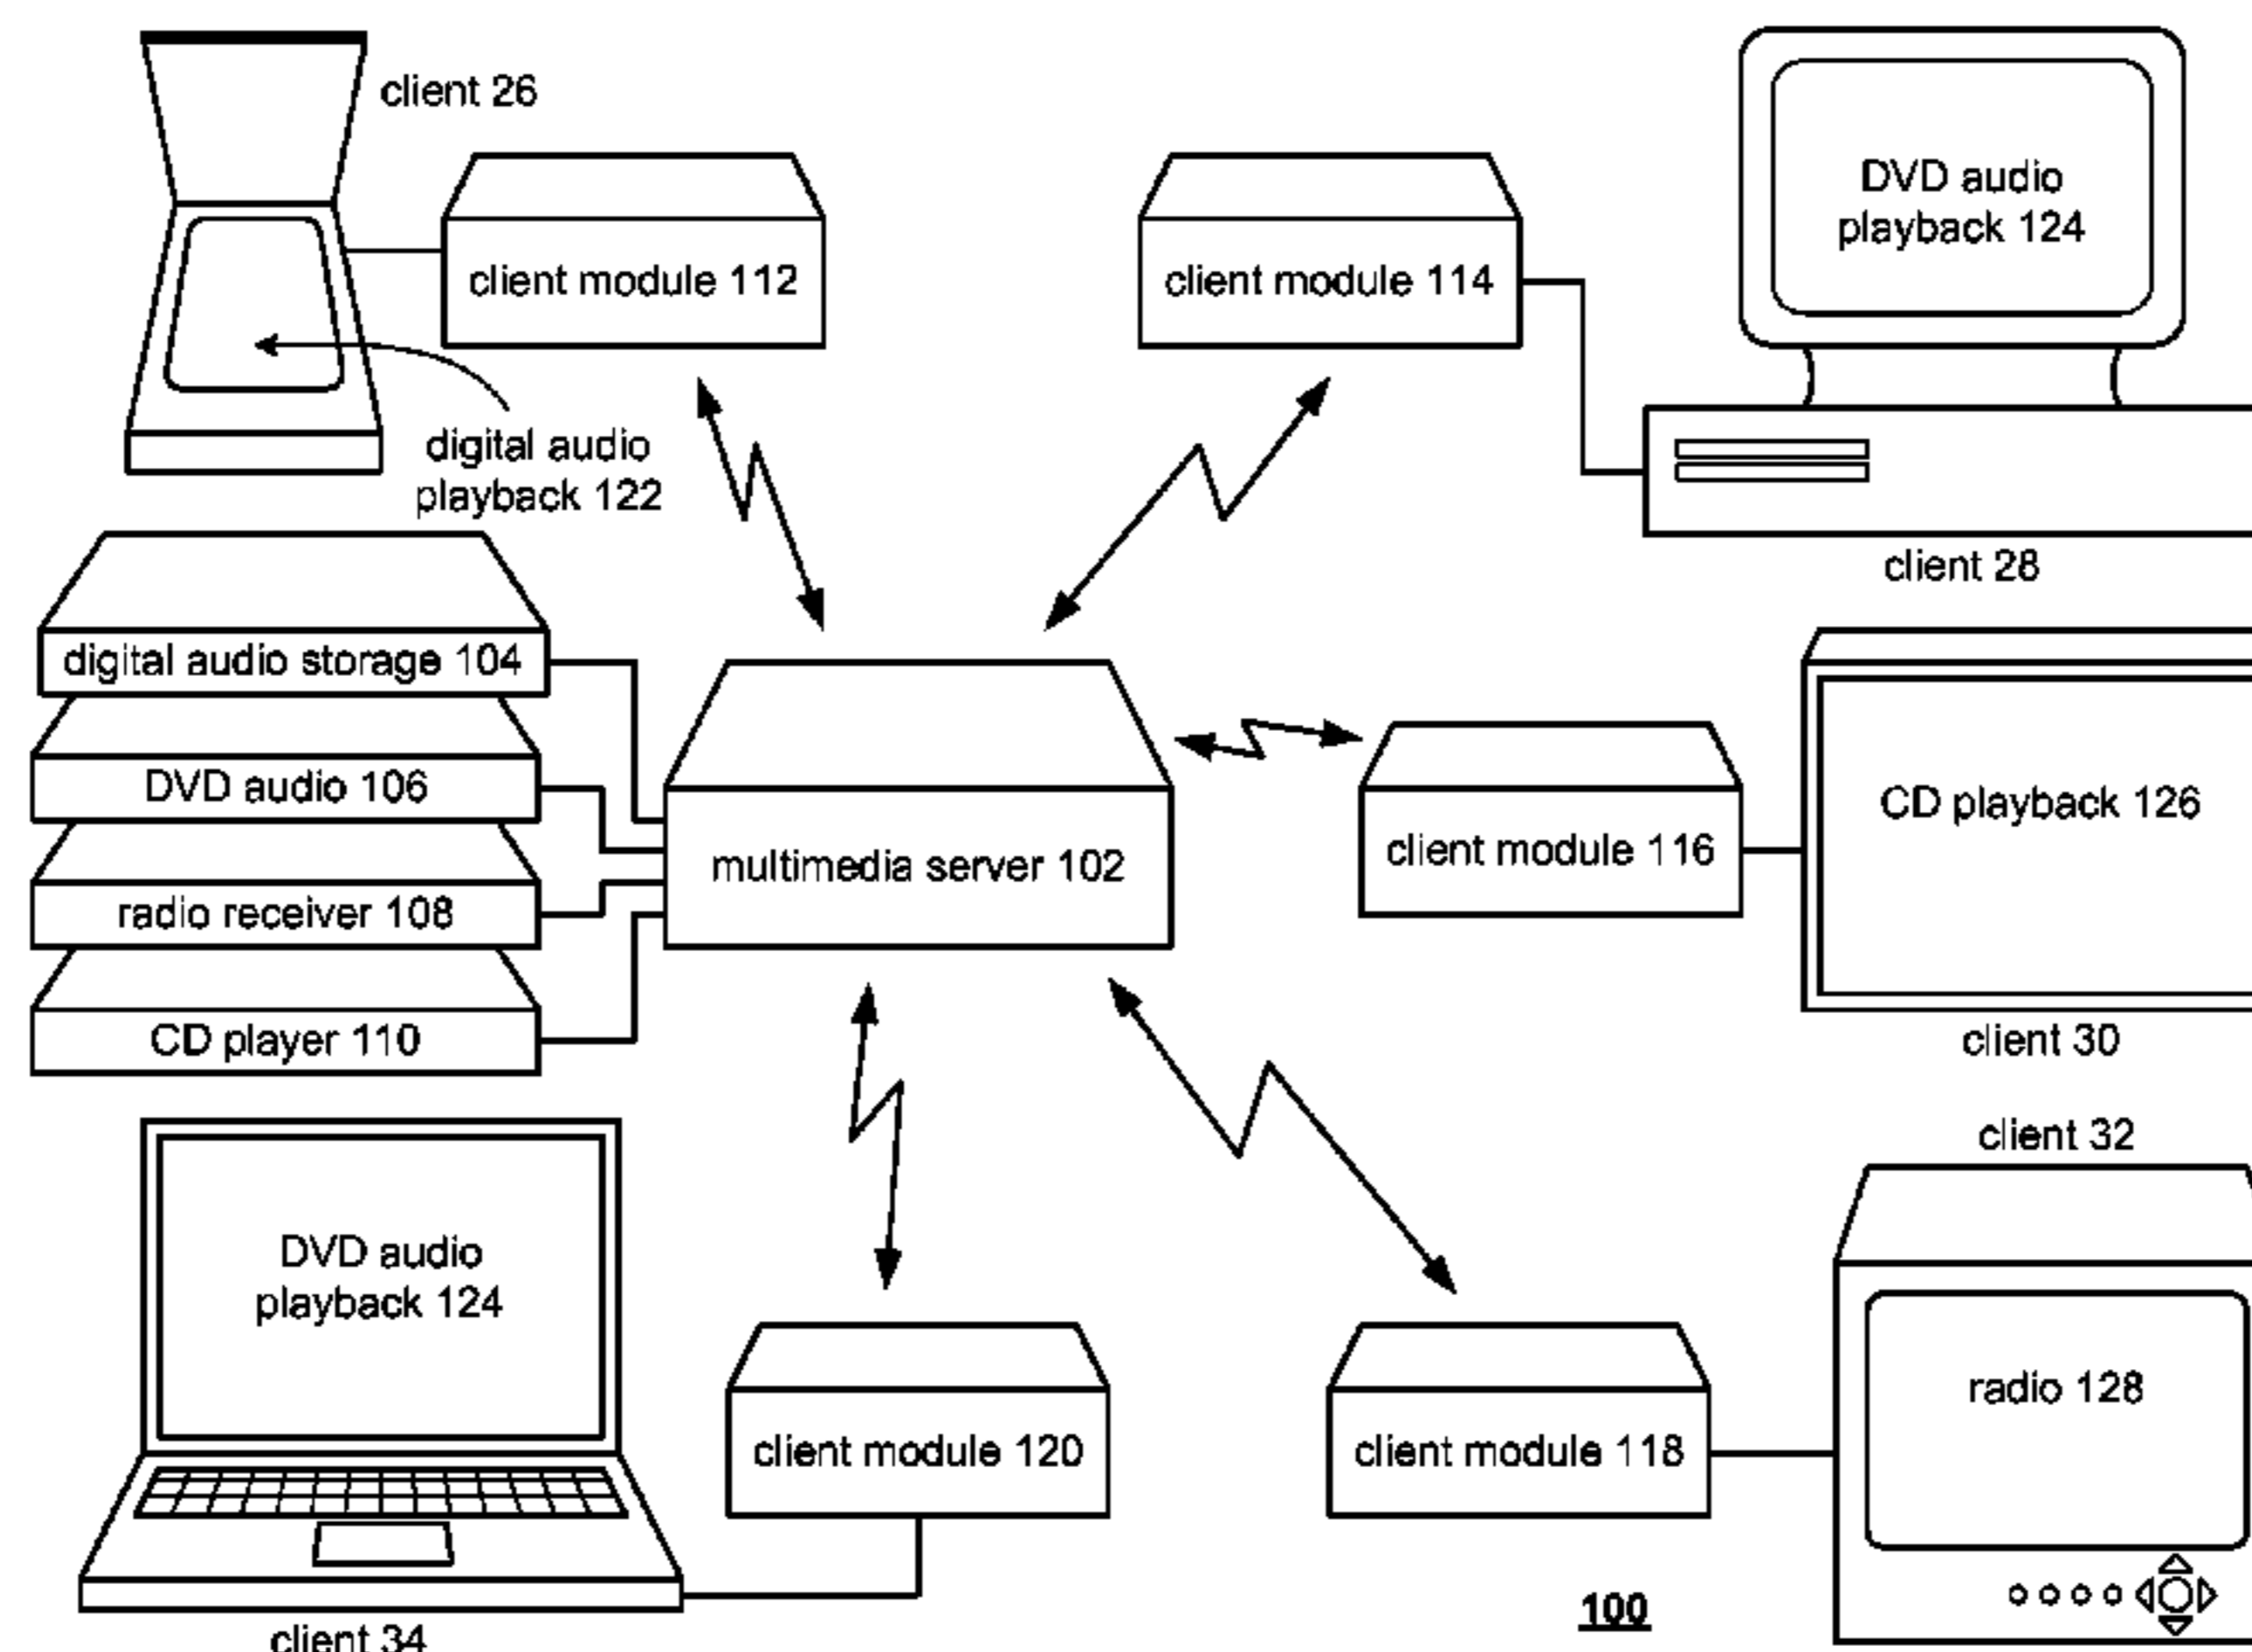 client 26
client module 112
digital audio
playback 122
client module 114
DVD audio
playback 124
client 28
digital audio storage 104
DVD audio 106
radio receiver 108
CD player 110
multimedia server 102
client module 116
CD playback 126
client 30
DVD audio
playback 124
client 34
client module 120
client module 118
client 32
radio 128
100